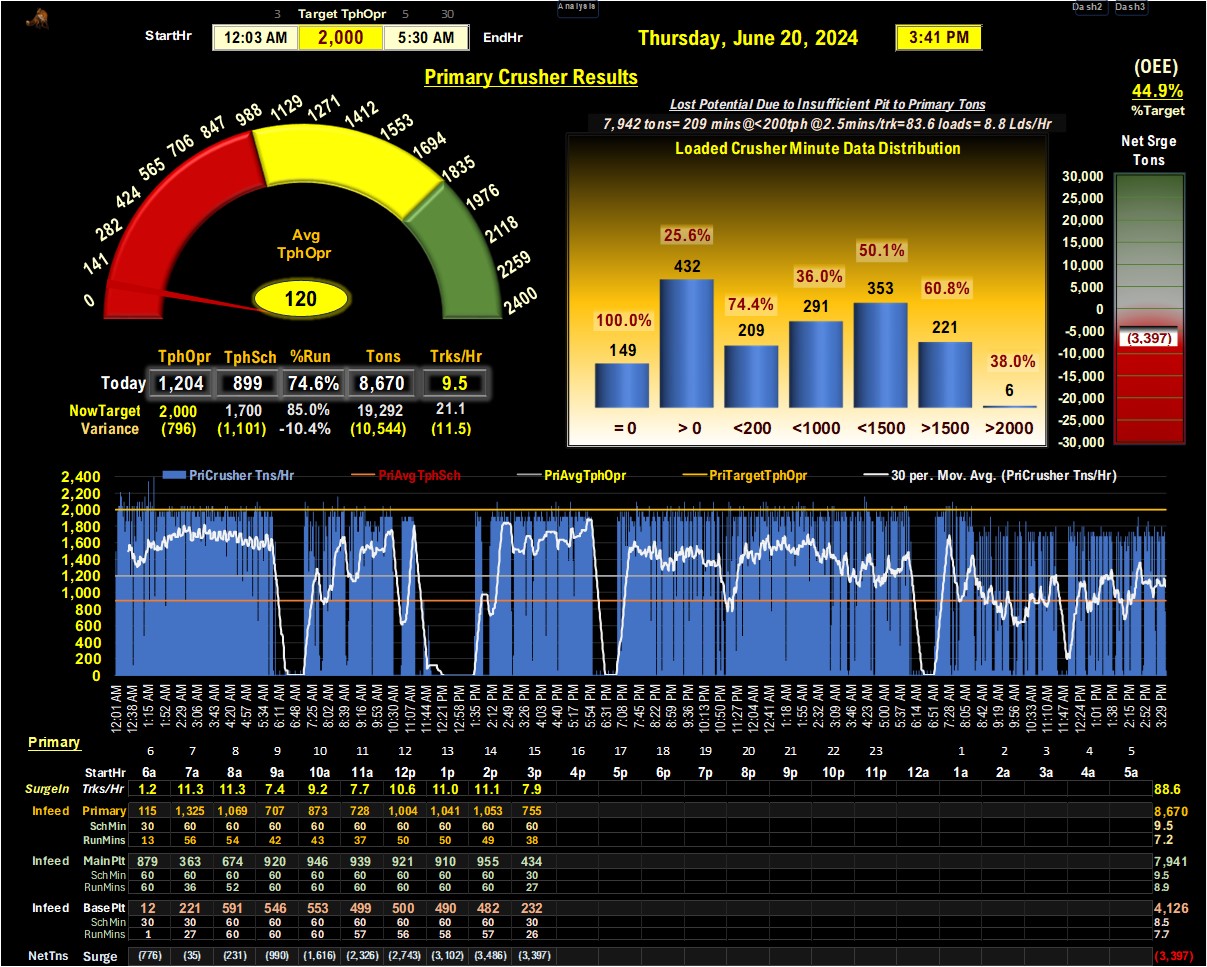 3 Target TphOpr 5 30
Analysis
Dash2 Dash3
StartHr 12:03 AM 2,000 5:30 AM EndHr
Thursday, June 20, 2024 3:41 PM
Primary Crusher Results
(OEE)
44.9%
%Target
Lost Potential Due to Insufficient Pit to Primary Tons
7,942 tons= 209 mins@<200tph @2.5mins/trk=83.6 loads= 8.8 Lds/Hr
0 141 282 424 565 706 847 988 1129 1271 1412 1553 1694 1835 1976 2118 2259 2400
Avg
TphOpr
120
Loaded Crusher Minute Data Distribution
100.0% 25.6% 74.4% 36.0% 50.1% 60.8% 38.0%
149 432 209 291 353 221 6
= 0 > 0 <200 <1000 <1500 >1500 >2000
Net Srge
Tons
30,000
25,000
20,000
15,000
10,000
5,000
0
-5,000
(3,397)
-10,000
-15,000
-20,000
-25,000
-30,000
TphOpr TphSch %Run Tons Trks/Hr
Today 1,204 899 74.6% 8,670 9.5
NowTarget 2,000 1,700 85.0% 19,292 21.1
Variance (796) (1,101) -10.4% (10,544) (11.5)
PriCrusher Tns/Hr PriAvgTphSch PriAvgTphOpr PriTargetTphOpr 30 per. Mov. Avg. (PriCrusher Tns/Hr)
2,400
2,200
2,000
1,800
1,600
1,400
1,200
1,000
800
600
400
200
0
12:01 AM 12:38 AM 1:15 AM 1:52 AM 2:29 AM 3:06 AM 3:43 AM 4:20 AM 4:57 AM 5:34 AM 6:11 AM 6:48 AM 7:25 AM 8:02 AM 8:39 AM 9:16 AM 9:53 AM 10:30 AM 11:07 AM 11:44 AM 12:21 PM 12:58 PM 1:35 PM 2:12 PM 2:49 PM 3:26 PM 4:03 PM 4:40 PM 5:17 PM 5:54 PM 6:31 PM 7:08 PM 7:45 PM 8:22 PM 8:59 PM 9:36 PM 10:13 PM 10:50 PM 11:27 PM 12:04 AM 12:41 AM 1:18 AM 1:55 AM 2:32 AM 3:09 AM 3:46 AM 4:23 AM 5:00 AM 5:37 AM 6:14 AM 6:51 AM 7:28 AM 8:05 AM 8:42 AM 9:19 AM 9:56 AM 10:33 AM 11:10 AM 11:47 AM 12:24 PM 1:01 PM 1:38 PM 2:15 PM 2:52 PM 3:29 PM
Primary
6 7 8 9 10 11 12 13 14 15 16 17 18 19 20 21 22 23 1 2 3 4 5
StartHr 6a 7a 8a 9a 10a 11a 12p 1p 2p 3p 4p 5p 6p 7p 8p 9p 10p 11p 12a 1a 2a 3a 4a 5a
SurgeIn Trks/Hr 1.2 11.3 11.3 7.4 9.2 7.7 10.6 11.0 11.1 7.9 88.6
Infeed Primary 115 1,325 1,069 707 873 728 1,004 1,041 1,053 755 8,670
SchMin 30 60 60 60 60 60 60 60 60 60 9.5
RunMins 13 56 54 42 43 37 50 50 49 38 7.2
Infeed MainPlt 879 363 674 920 946 939 921 910 955 434 7,941
SchMin 60 60 60 60 60 60 60 60 60 30 9.5
RunMins 60 36 52 60 60 60 60 60 60 27 8.9
Infeed BasePlt 12 221 591 546 553 499 500 490 482 232 4,126
SchMin 30 30 60 60 60 60 60 60 60 30 8.5
RunMins 1 27 60 60 60 57 56 58 57 26 7.7
NetTns Surge (776) (35) (231) (990) (1,616) (2,326) (2,743) (3,102) (3,486) (3,397) (3,397)